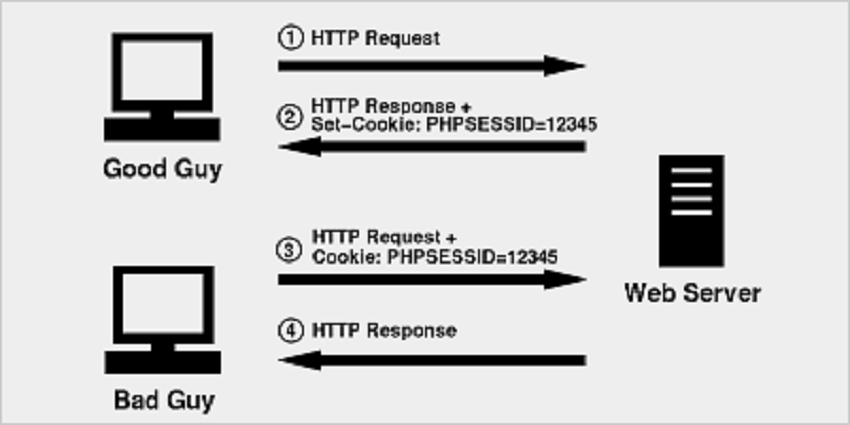 ① HTTP Request
② HTTP Response +
Set-Cookie: PHPSESSID=12345
Good Guy
③ HTTP Request +
Cookie: PHPSESSID=12345
Web Server
④ HTTP Response
Bad Guy